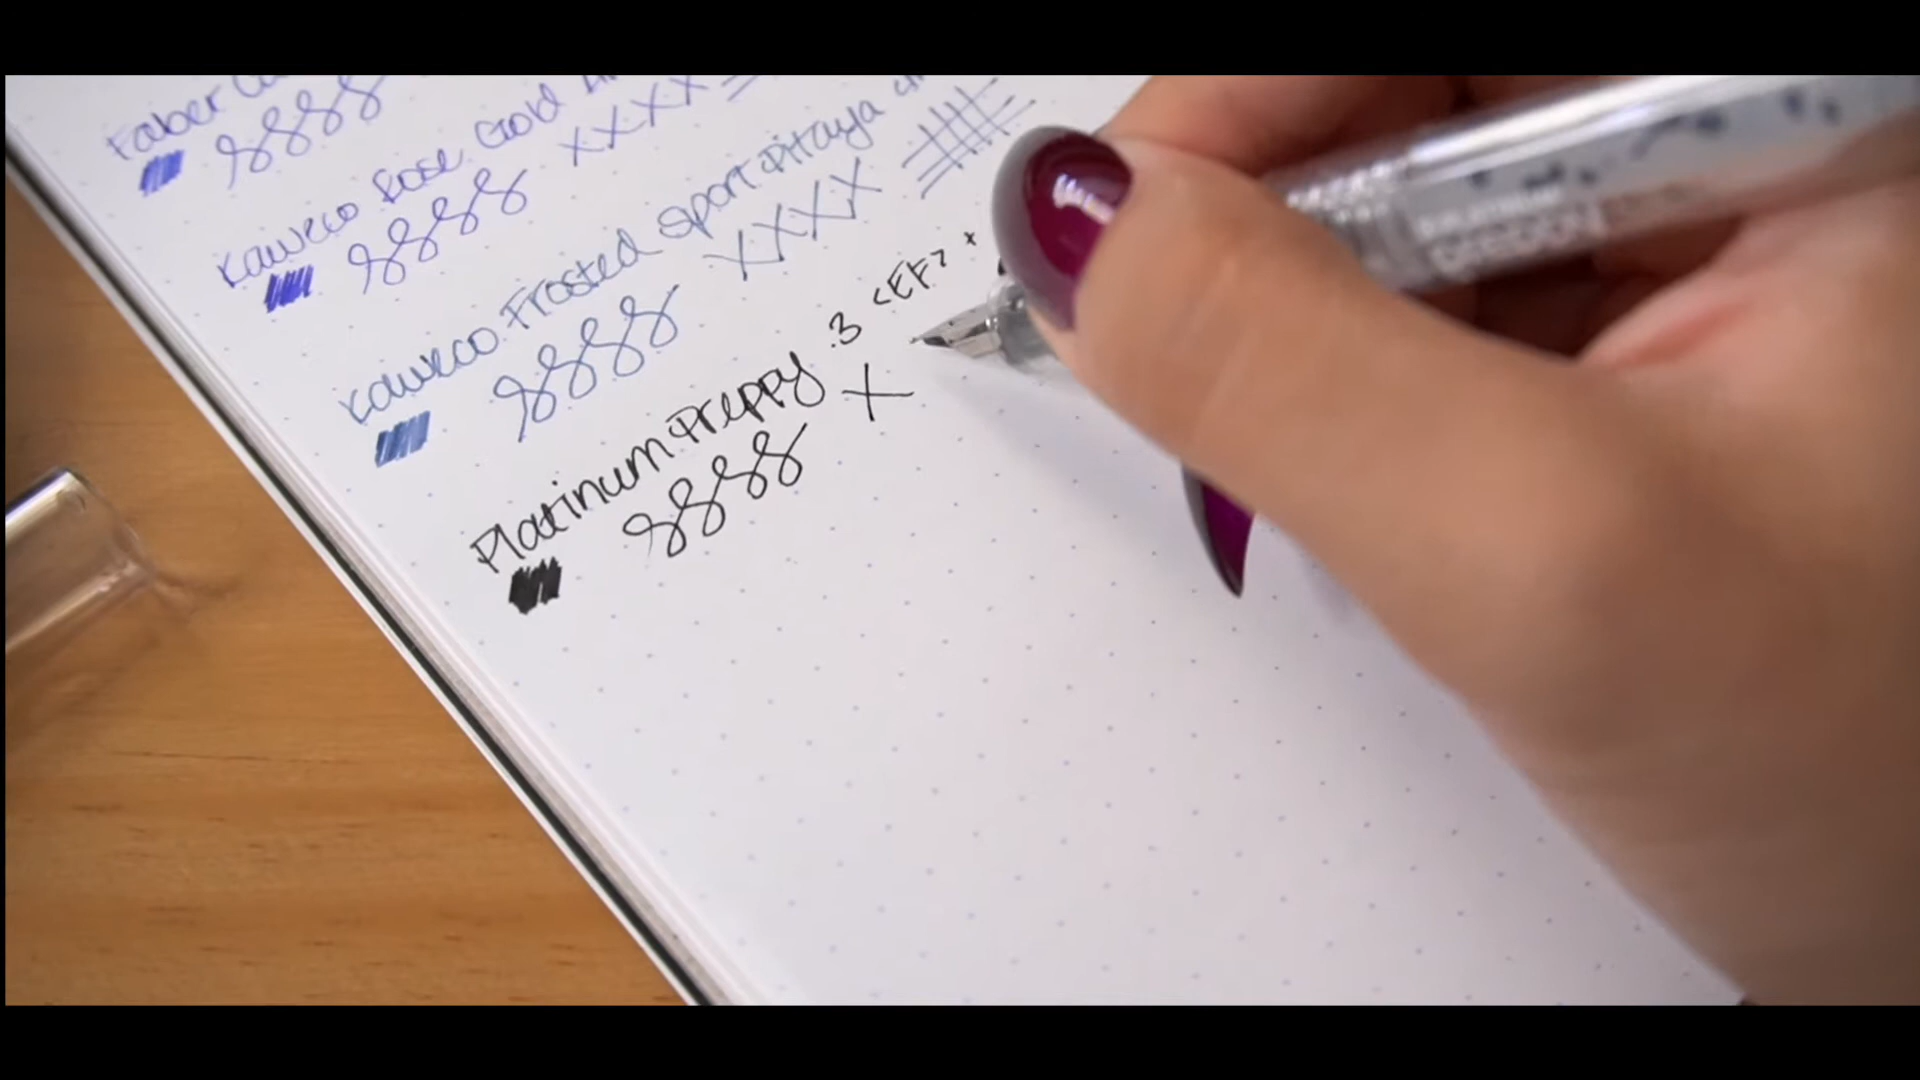 Faber
8888
Kaweco Rose Gold
8888 XXXX
Kaweco Frosted Sport Pitaya
8888 XXXX
Platinum Preppy .3 <EF> *
8888 X